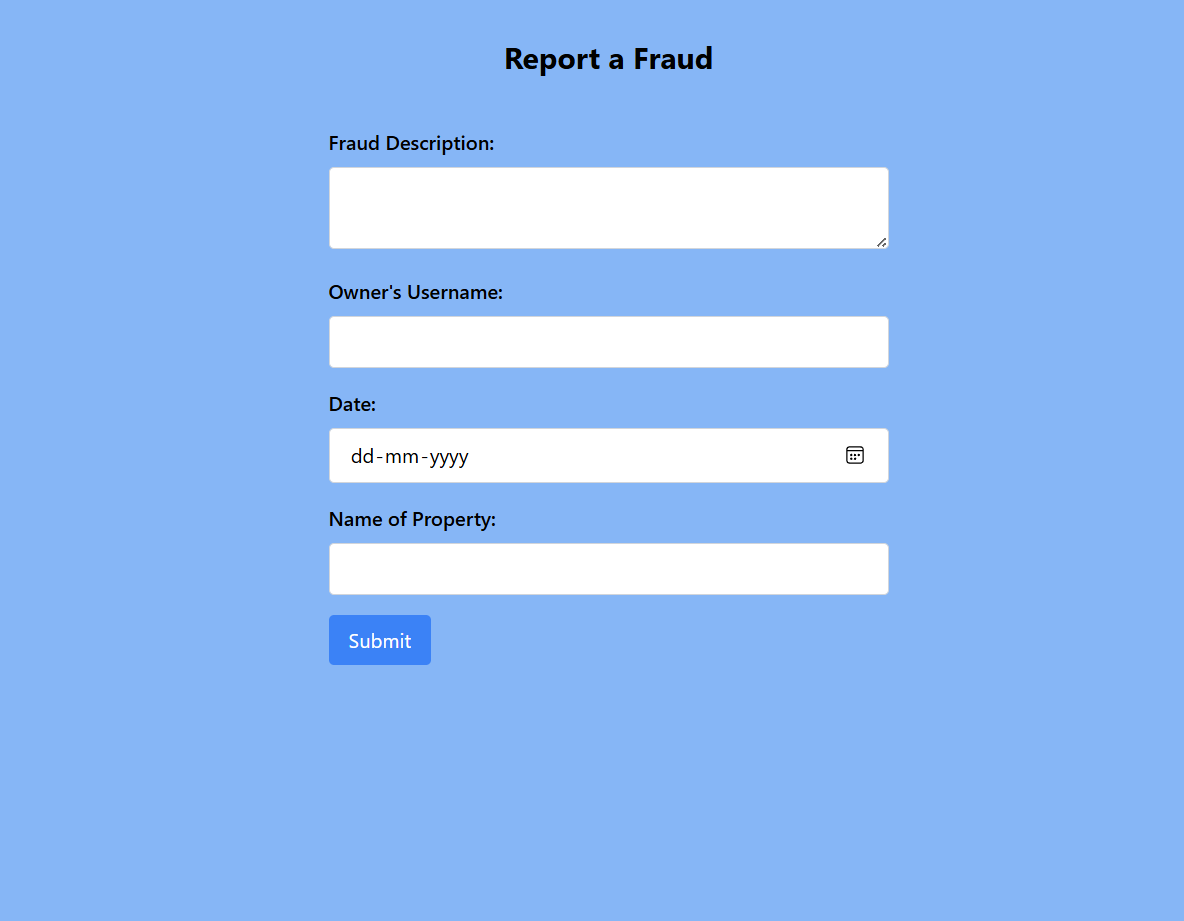 Report a Fraud
Fraud Description:
Owner's Username:
Date:
dd-mm-yyyy
Name of Property:
Submit